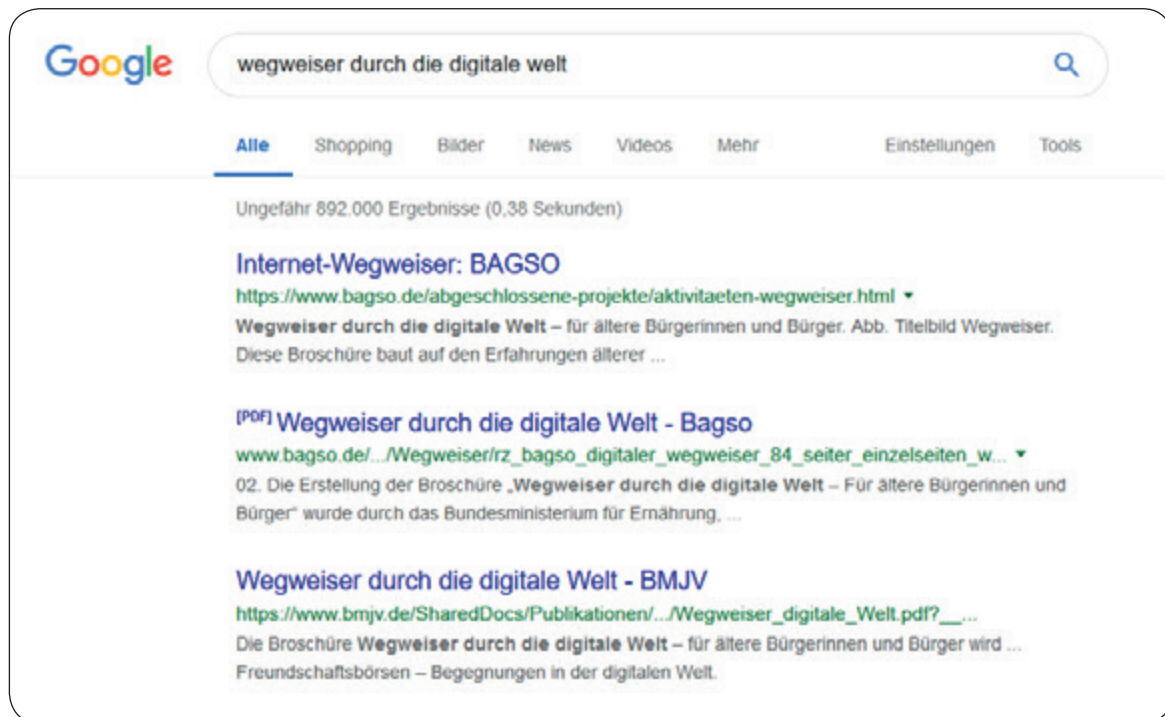 Google wegweiser durch die digitale welt
Alle Shopping Bilder News Videos Mehr Einstellungen Tools
Ungefähr 892.000 Ergebnisse (0,38 Sekunden)
Internet-Wegweiser: BAGSO
https://www.bagso.de/abgeschlossene-projekte/aktivitaeten-wegweiser.html
Wegweiser durch die digitale Welt – für ältere Bürgerinnen und Bürger. Abb. Titelbild Wegweiser.
Diese Broschüre baut auf den Erfahrungen älterer ...
[PDF] Wegweiser durch die digitale Welt - Bagso
www.bagso.de/.../Wegweiser/rz_bagso_digitaler_wegweiser_84_seiter_einzelseiten_w...
02. Die Erstellung der Broschüre „Wegweiser durch die digitale Welt – Für ältere Bürgerinnen und
Bürger“ wurde durch das Bundesministerium für Ernährung, ...
Wegweiser durch die digitale Welt - BMJV
https://www.bmjv.de/SharedDocs/Publikationen/.../Wegweiser_digitale_Welt.pdf?__...
Die Broschüre Wegweiser durch die digitale Welt – für ältere Bürgerinnen und Bürger wird ...
Freundschaftsbörsen – Begegnungen in der digitalen Welt.